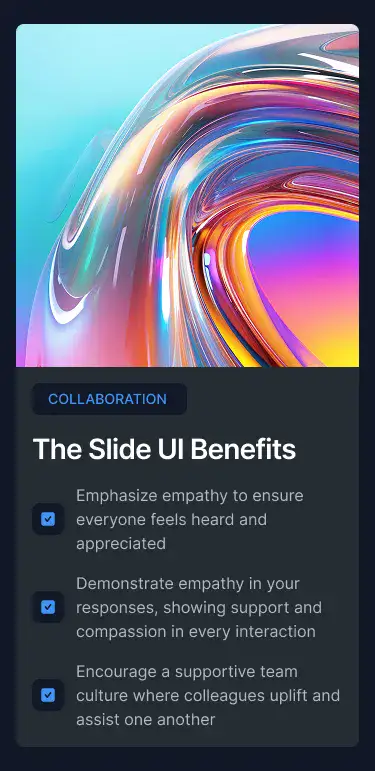 COLLABORATION
The Slide UI Benefits
Emphasize empathy to ensure
everyone feels heard and
appreciated
Demonstrate empathy in your
responses, showing support and
compassion in every interaction
Encourage a supportive team
culture where colleagues uplift and
assist one another